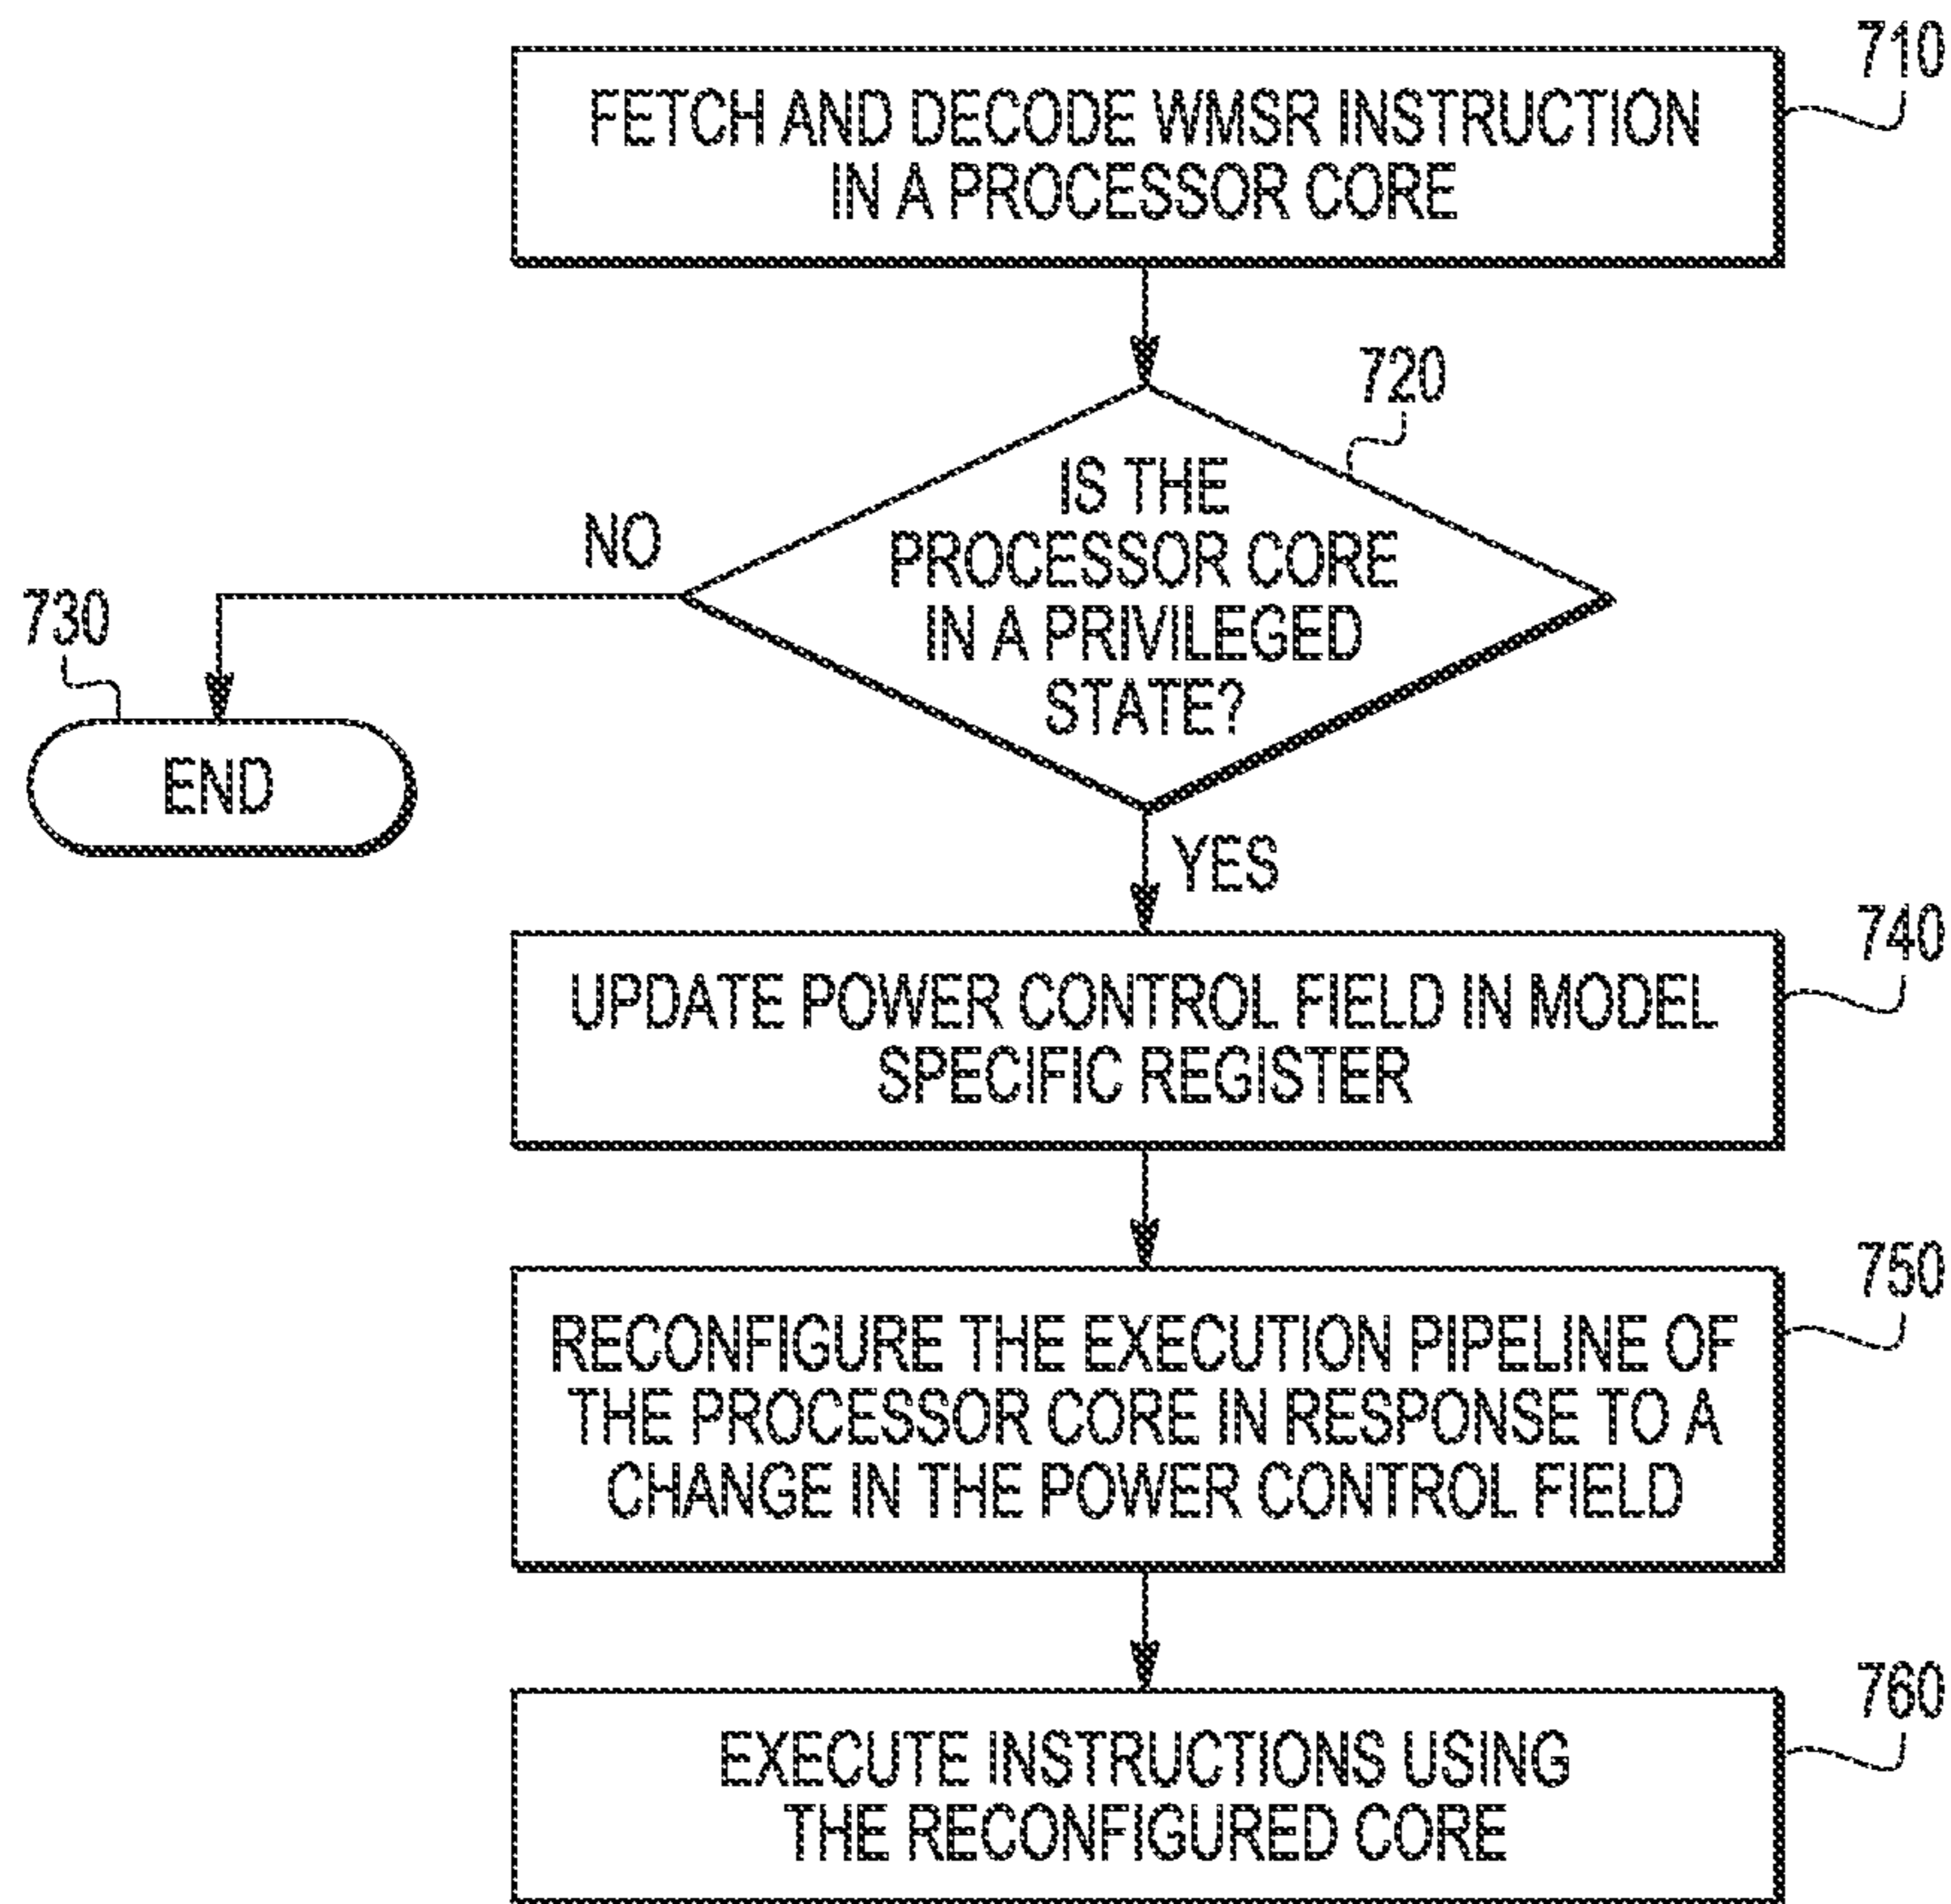 710
FETCH AND DECODE WMSR INSTRUCTION
IN A PROCESSOR CORE
720
IS THE
PROCESSOR CORE
IN A PRIVILEGED
STATE?
NO
730
END
YES
740
UPDATE POWER CONTROL FIELD IN MODEL
SPECIFIC REGISTER
750
RECONFIGURE THE EXECUTION PIPELINE OF
THE PROCESSOR CORE IN RESPONSE TO A
CHANGE IN THE POWER CONTROL FIELD
760
EXECUTE INSTRUCTIONS USING
THE RECONFIGURED CORE